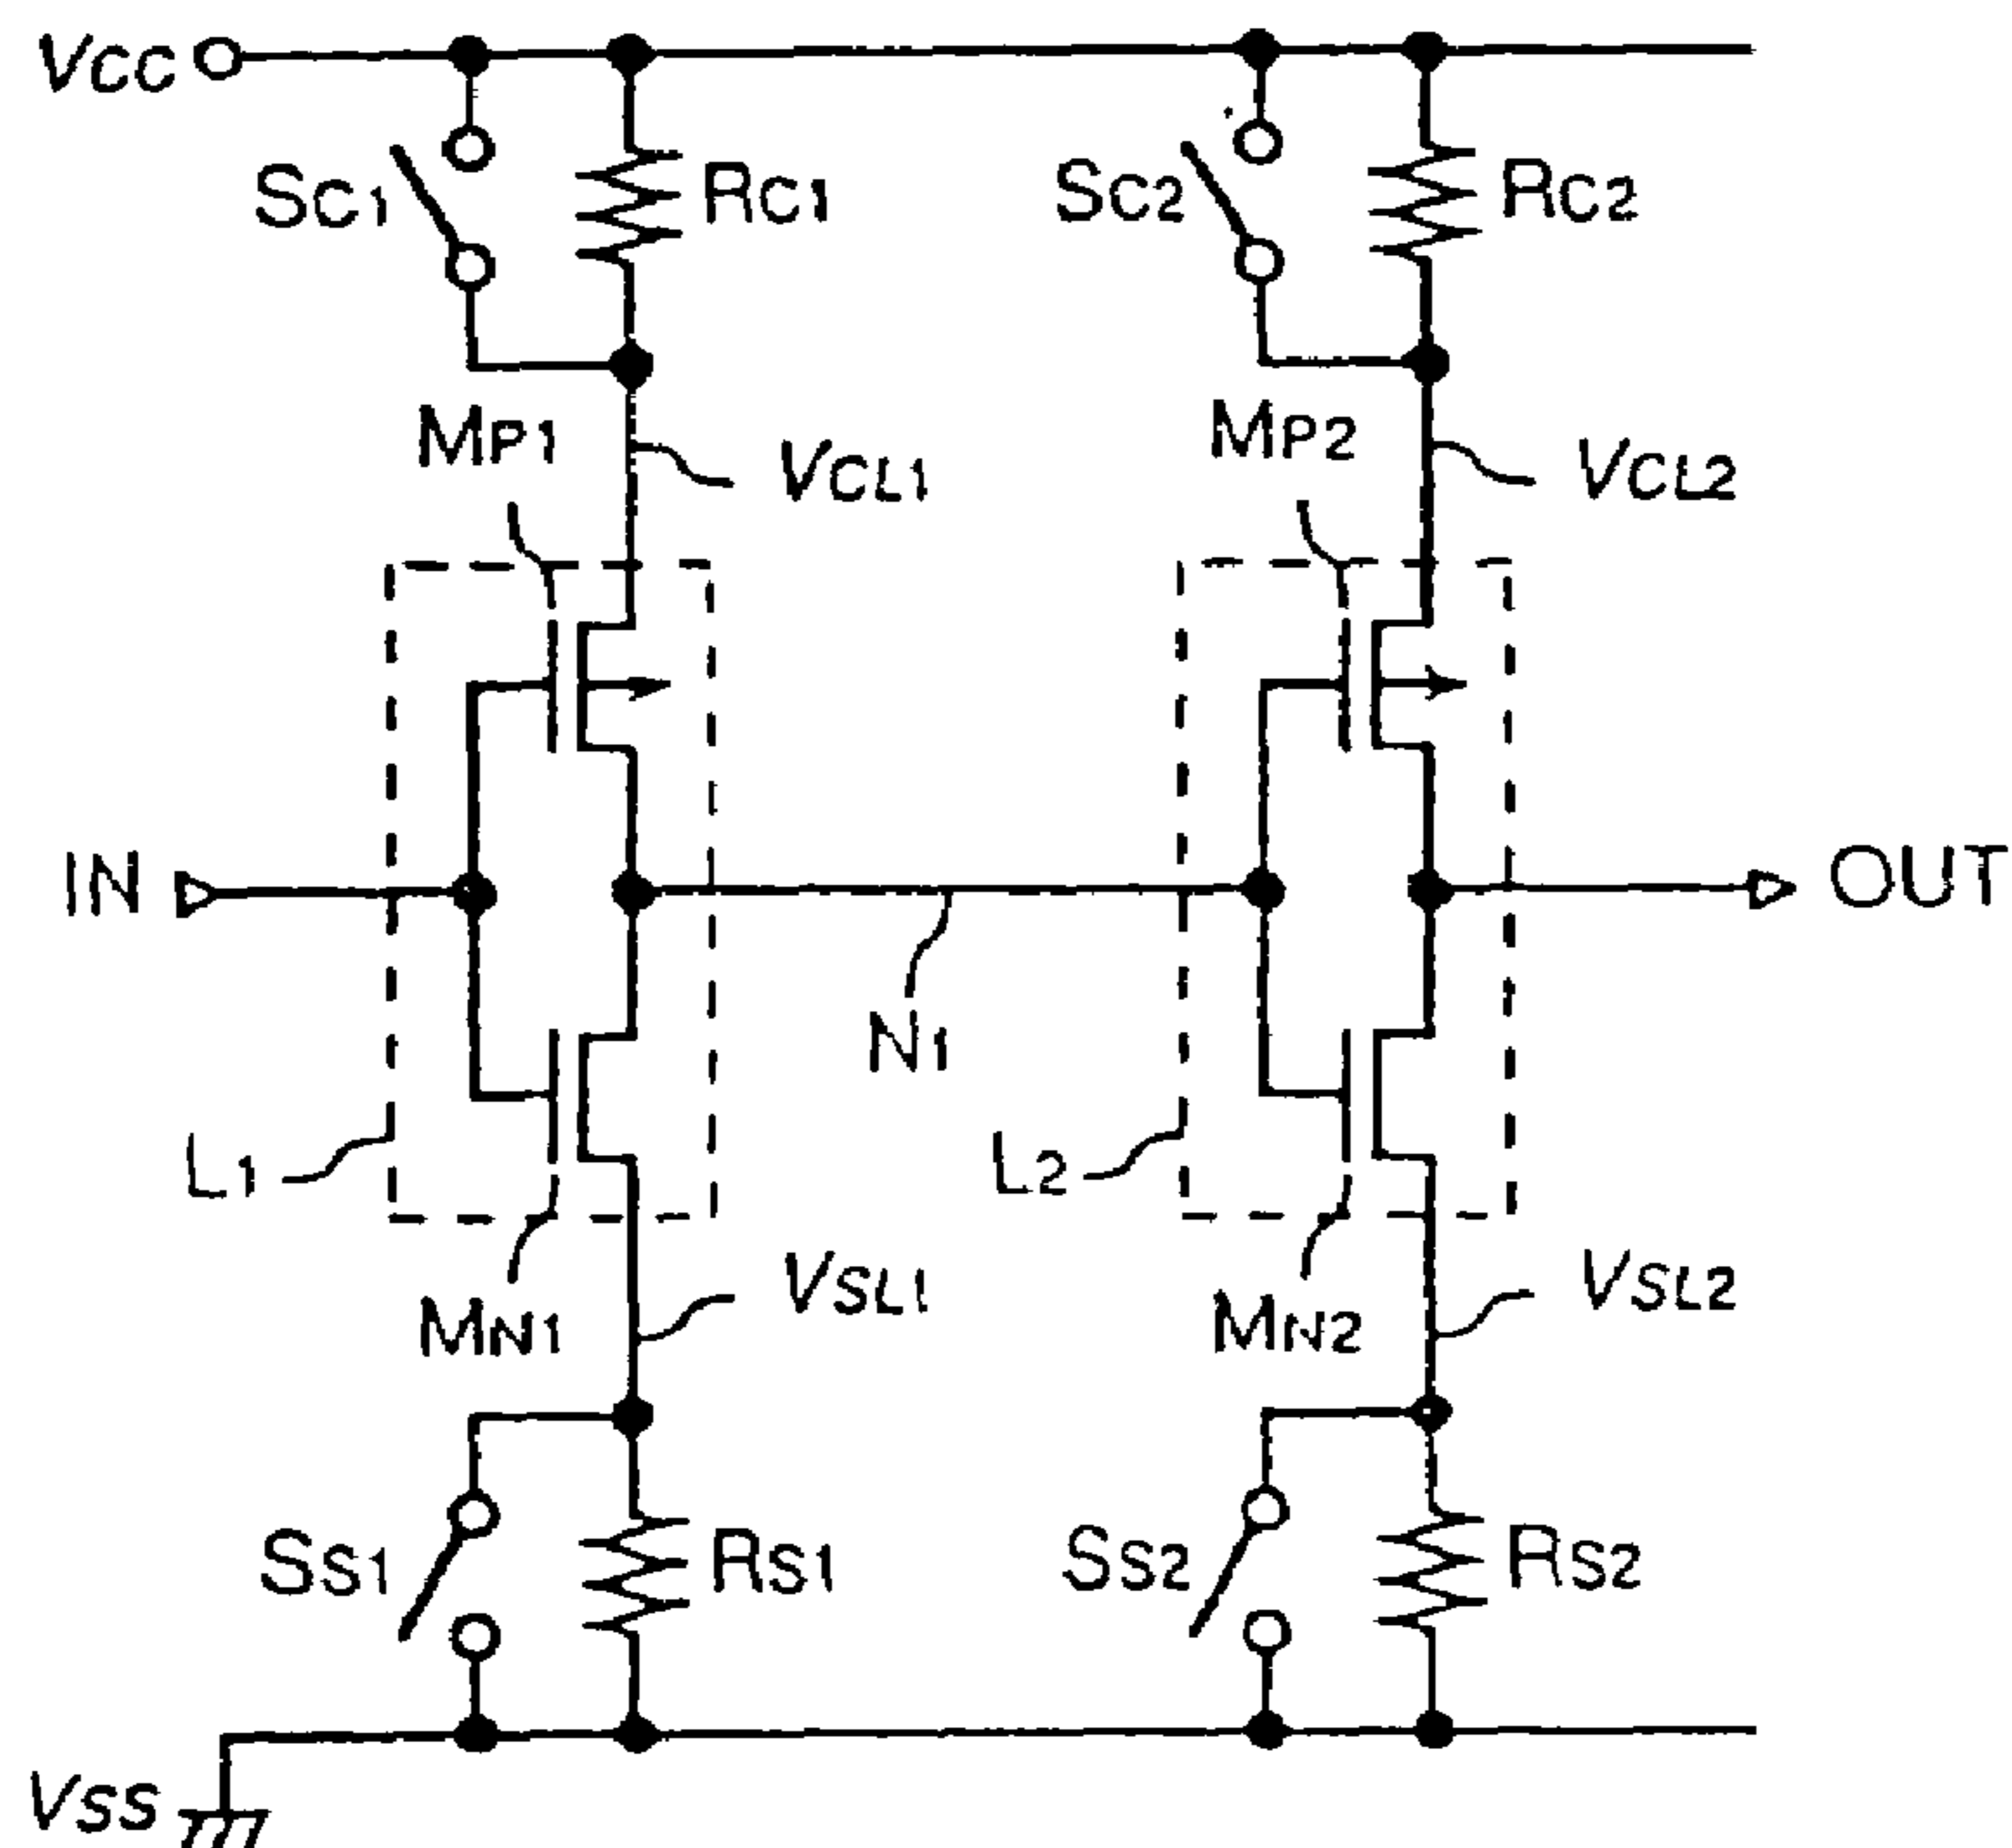 VCC
SC1
RC1
SC2
RC2
MP1
VCL1
MP2
VCL2
IN
OUT
N1
L1
L2
MN1
VSL1
MN2
VSL2
SS1
RS1
SS2
RS2
VSS